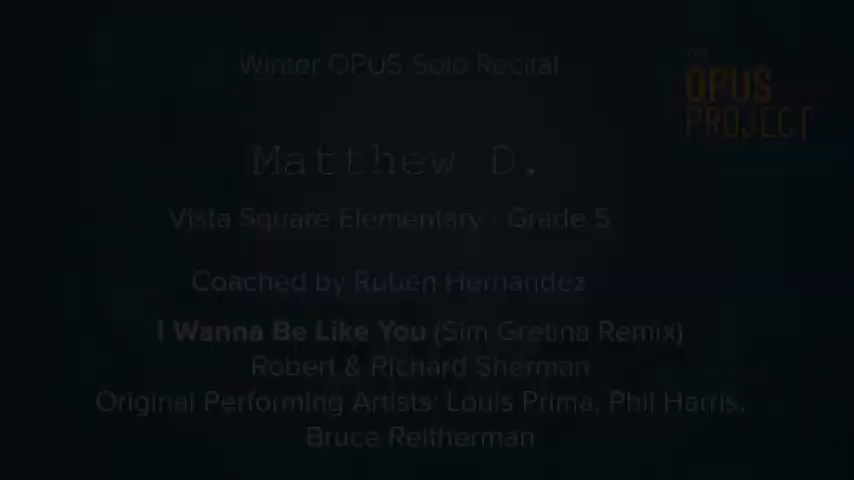 Winter OPUS Solo Recital
THE
OPUS
PROJECT
Matthew D.
Vista Square Elementary - Grade 5
Coached by Ruben Hernandez
I Wanna Be Like You (Sim Gretina Remix)
Robert & Richard Sherman
Original Performing Artists: Louis Prima, Phil Harris,
Bruce Reitherman